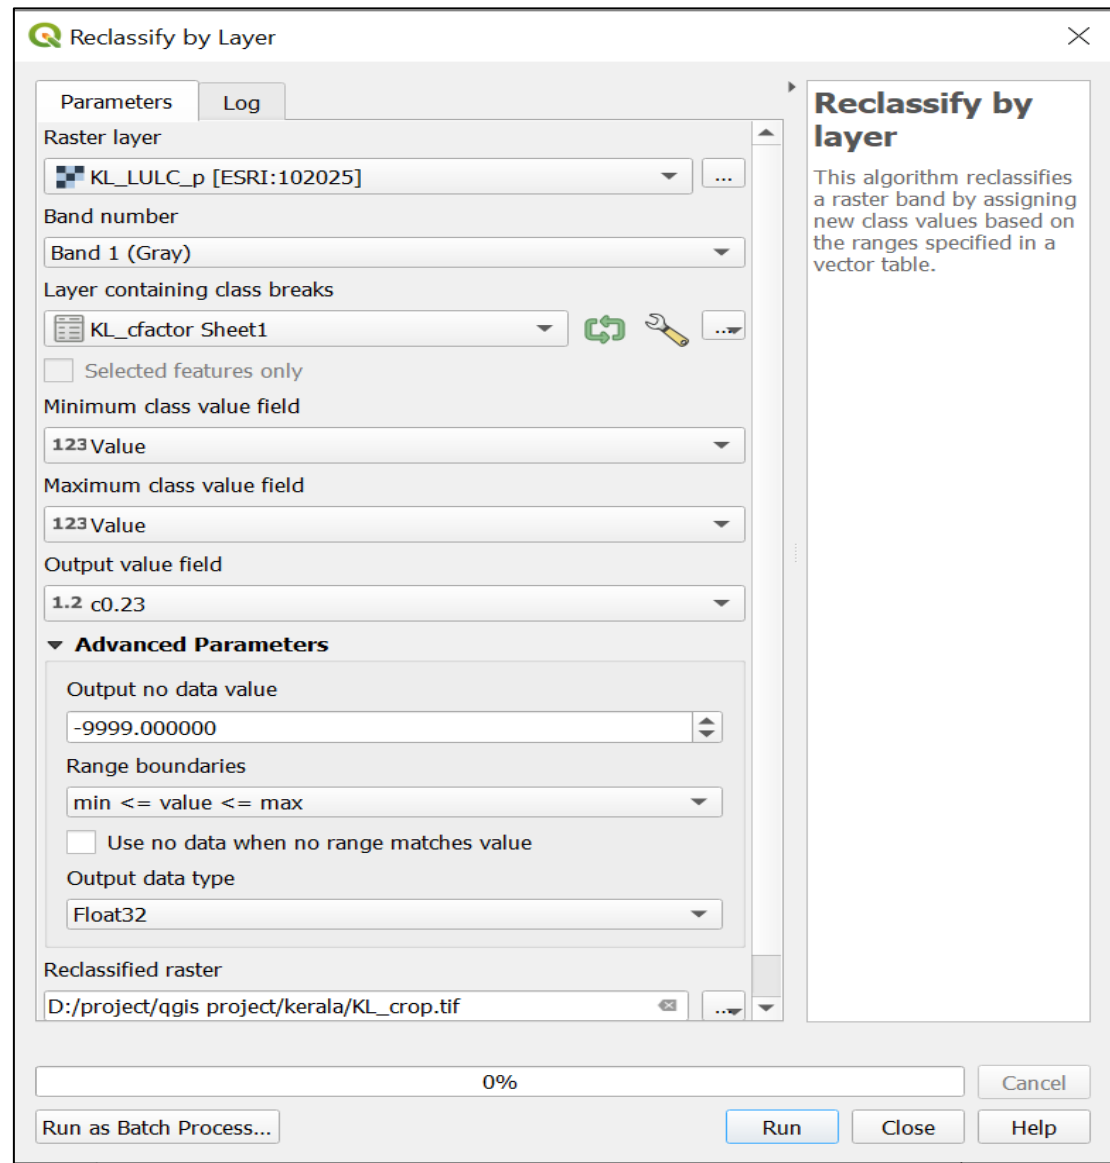 Reclassify by Layer
Parameters
Log
Raster layer
KL_LULC_p [ESRI:102025]
...
Band number
Band 1 (Gray)
Layer containing class breaks
KL_cfactor Sheet1
...
Selected features only
Minimum class value field
123 Value
Maximum class value field
123 Value
Output value field
1.2 c0.23
Advanced Parameters
Output no data value
-9999.000000
Range boundaries
min <= value <= max
Use no data when no range matches value
Output data type
Float32
Reclassified raster
D:/project/qgis project/kerala/KL_crop.tif
...
Reclassify by
layer
This algorithm reclassifies
a raster band by assigning
new class values based on
the ranges specified in a
vector table.
0%
Cancel
Run as Batch Process...
Run
Close
Help